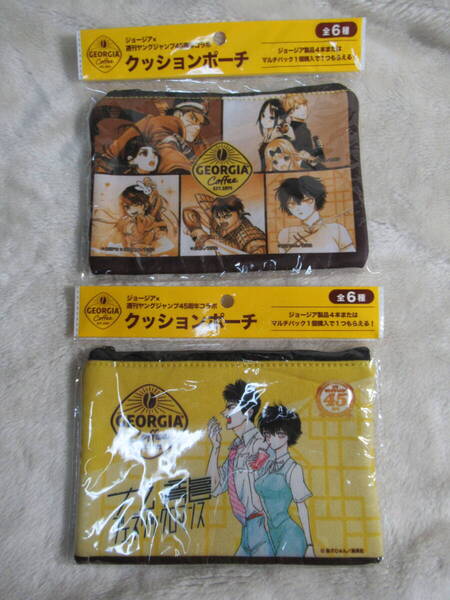 GEORGIA
Coffee
ジョージア×
週刊ヤングジャンプ45周年コラボ
クッションポーチ
全6種
ジョージア製品4本または
マルチパック1個購入で1つもらえる!
GEORGIA
Coffee
EST.1975
GEORGIA
Coffee
ジョージア×
週刊ヤングジャンプ45周年コラボ
クッションポーチ
全6種
ジョージア製品4本または
マルチパック1個購入で1つもらえる!
GEORGIA
Coffee
45